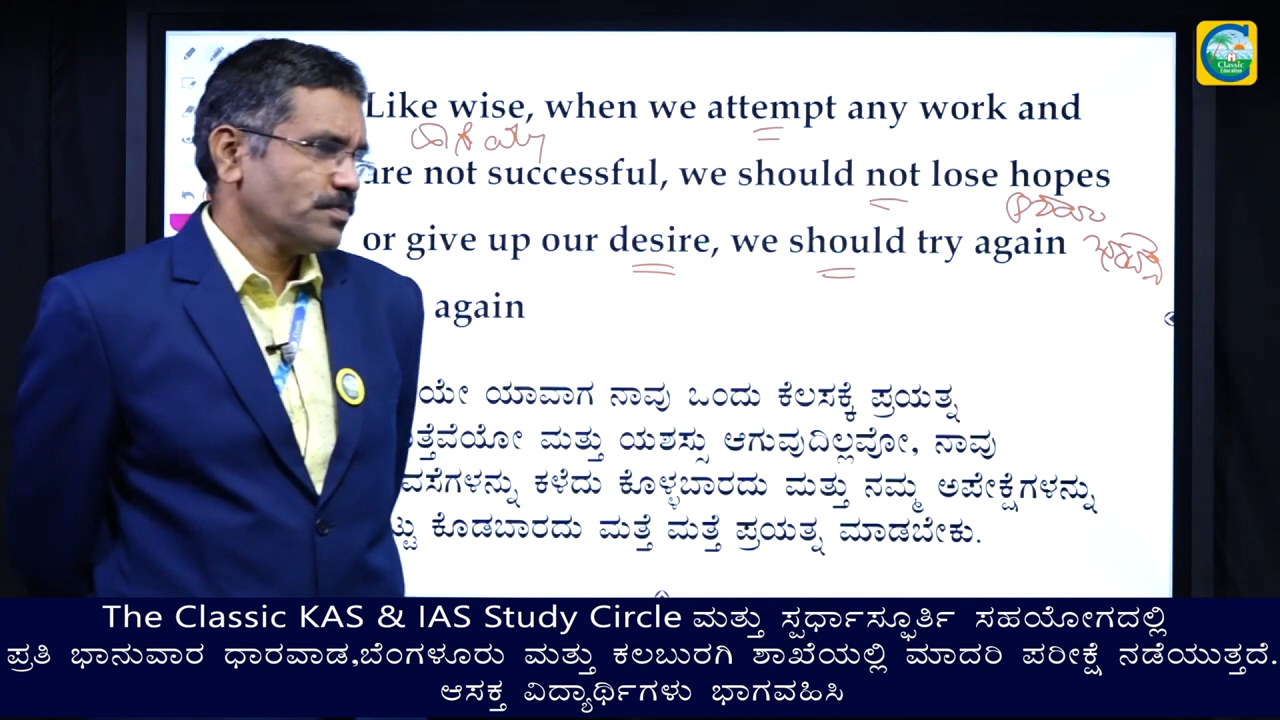 Like wise, when we attempt any work and
are not successful, we should not lose hopes
or give up our desire, we should try again
again
ಯಾವಾಗ ನಾವು ಒಂದು ಕೆಲಸಕ್ಕೆ ಪ್ರಯತ್ನ
ಮತ್ತು ಯಶಸ್ಸು ಆಗುವುದಿಲ್ಲವೋ, ನಾವು
ಕಳೆದು ಕೊಳ್ಳಬಾರದು ಮತ್ತು ನಮ್ಮ ಅಪೇಕ್ಷೆಗಳನ್ನು
ಕೊಡಬಾರದು ಮತ್ತೆ ಮತ್ತೆ ಪ್ರಯತ್ನ ಮಾಡಬೇಕು.
Classic
Education
The Classic KAS & IAS Study Circle ಮತ್ತು ಸ್ಪರ್ಧಾಸ್ಫೂರ್ತಿ ಸಹಯೋಗದಲ್ಲಿ
ಪ್ರತಿ ಭಾನುವಾರ ಧಾರವಾಡ,ಬೆಂಗಳೂರು ಮತ್ತು ಕಲಬುರಗಿ ಶಾಖೆಯಲ್ಲಿ ಮಾದರಿ ಪರೀಕ್ಷೆ ನಡೆಯುತ್ತದೆ.
ಆಸಕ್ತ ವಿದ್ಯಾರ್ಥಿಗಳು ಭಾಗವಹಿಸಿ